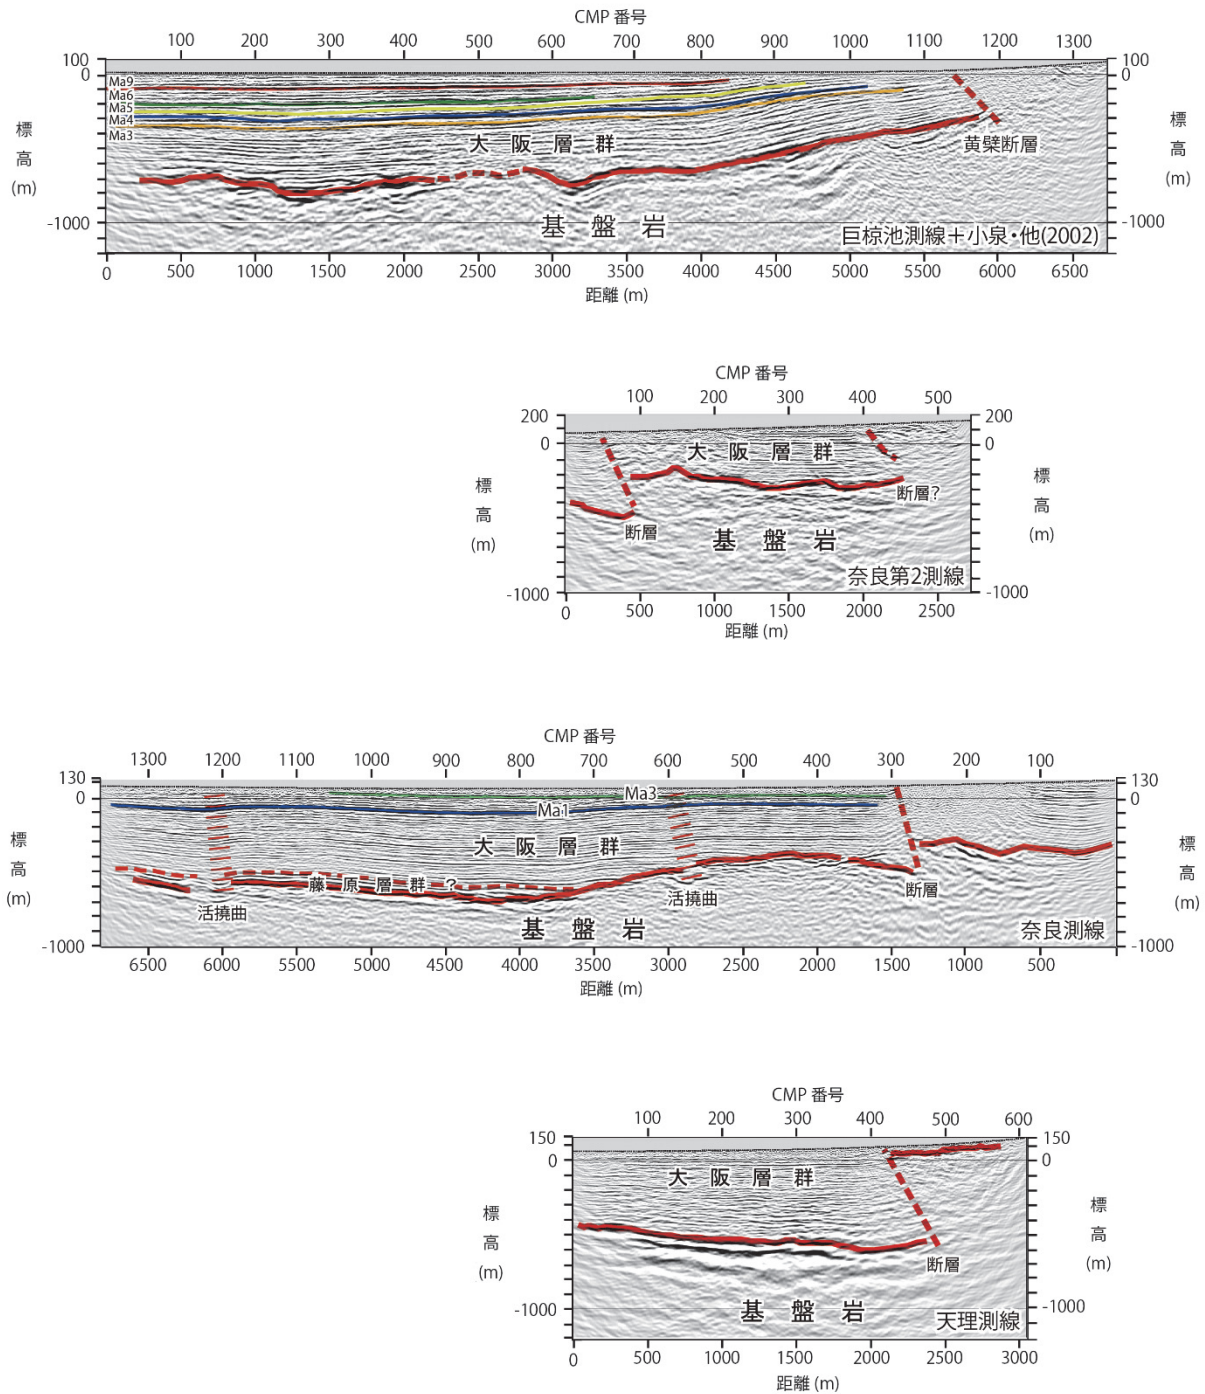 CMP 番号
100 200 300 400 500 600 700 800 900 1000 1100 1200 1300
100 100
0 0
Ma9
Ma6
Ma5
Ma4
Ma3
標高(m) 大阪層群 黄檗断層 標高(m)
-1000 基盤岩 -1000
巨椋池測線+小泉・他(2002)
0 500 1000 1500 2000 2500 3000 3500 4000 4500 5000 5500 6000 6500
距離 (m)
CMP 番号
100 200 300 400 500
200 200
0 0
標高(m) 大阪層群 標高(m)
断層?
断層 基盤岩
奈良第2測線
-1000 -1000
0 500 1000 1500 2000 2500
距離 (m)
CMP 番号
1300 1200 1100 1000 900 800 700 600 500 400 300 200 100
130 130
0 0
Ma3
Ma1
標高(m) 大阪層群 標高(m)
藤原層群? 断層
活撓曲 活撓曲
基盤岩 奈良測線
-1000 -1000
6500 6000 5500 5000 4500 4000 3500 3000 2500 2000 1500 1000 500
距離 (m)
CMP 番号
100 200 300 400 500 600
150 150
0 0
大阪層群
標高(m) 標高(m)
断層
-1000 基盤岩 -1000
天理測線
0 500 1000 1500 2000 2500 3000
距離 (m)